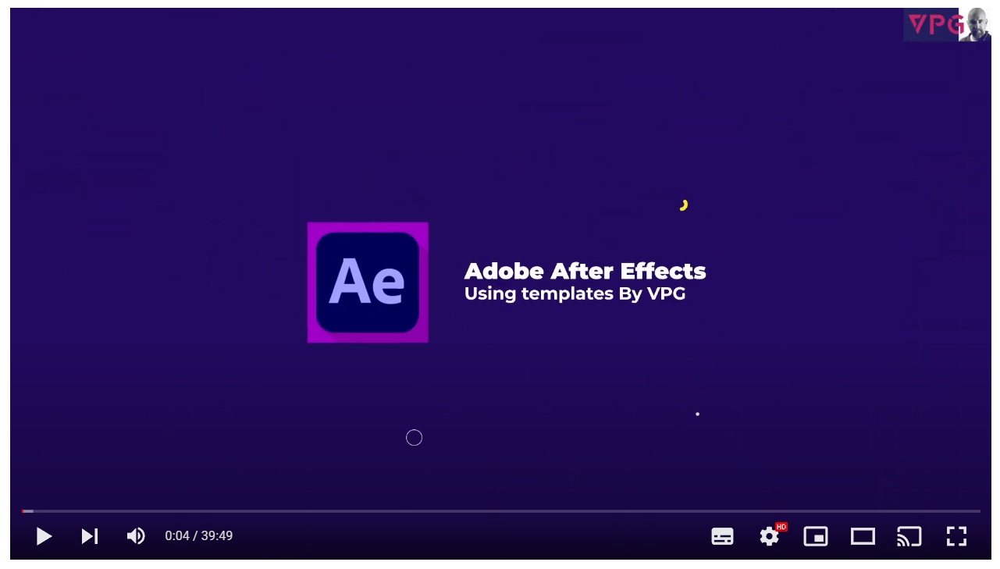 VPG
Ae
Adobe After Effects
Using templates By VPG
0:04 / 39:49
HD